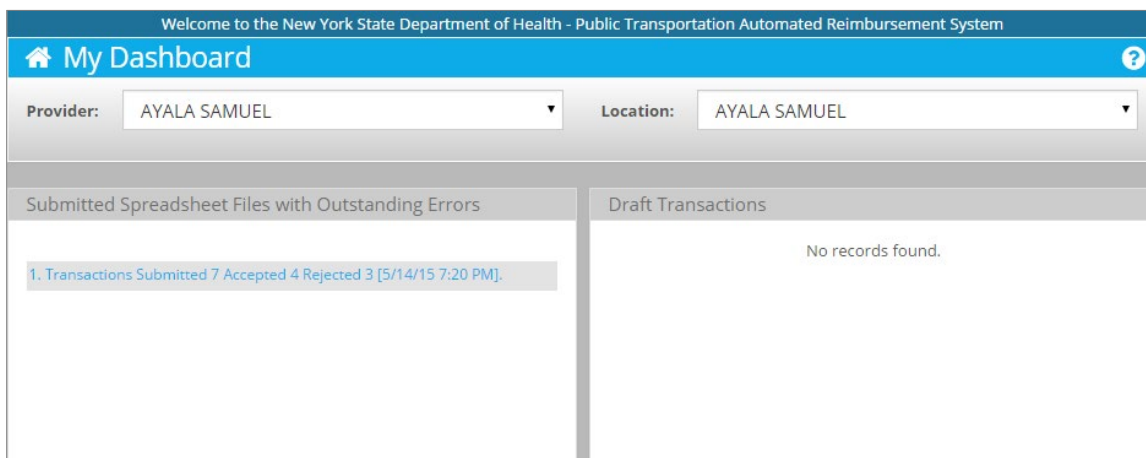 Welcome to the New York State Department of Health - Public Transportation Automated Reimbursement System
My Dashboard
?
Provider: AYALA SAMUEL Location: AYALA SAMUEL
Submitted Spreadsheet Files with Outstanding Errors
1. Transactions Submitted 7 Accepted 4 Rejected 3 [5/14/15 7:20 PM].
Draft Transactions
No records found.